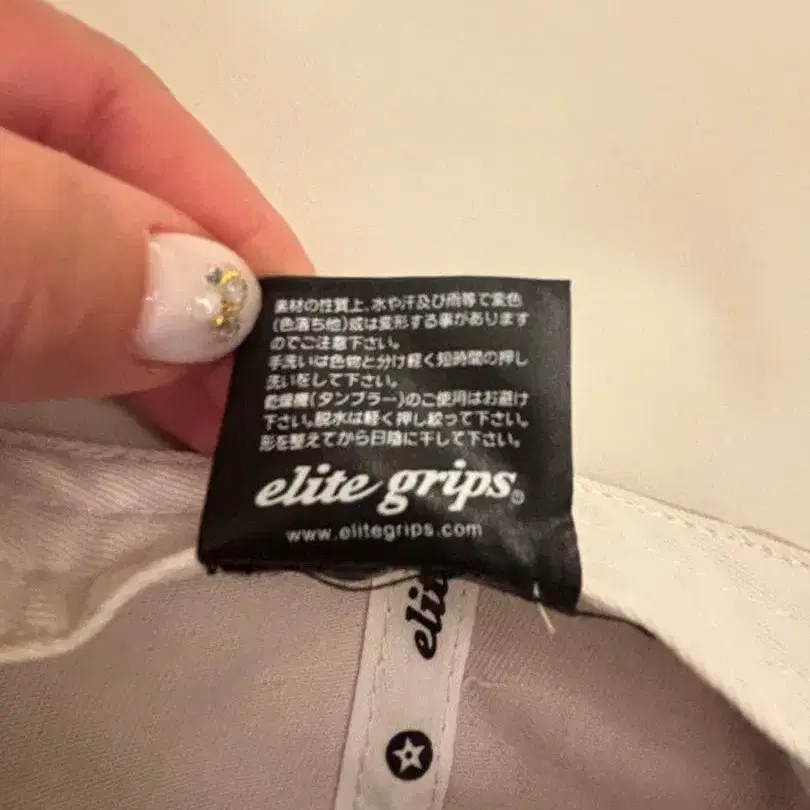 素材の性質上、水や汗及び雨等で変色
(色落ち他)或は変形する事があります
のでご注意下さい。
手洗いは色物と分け軽く短時間の押し
洗いをして下さい。
乾燥機(タンブラー)のご使用はお避け
下さい。脱水は軽く押し絞って下さい。
形を整えてから日陰に干して下さい。
elite grips
www.elitegrips.com